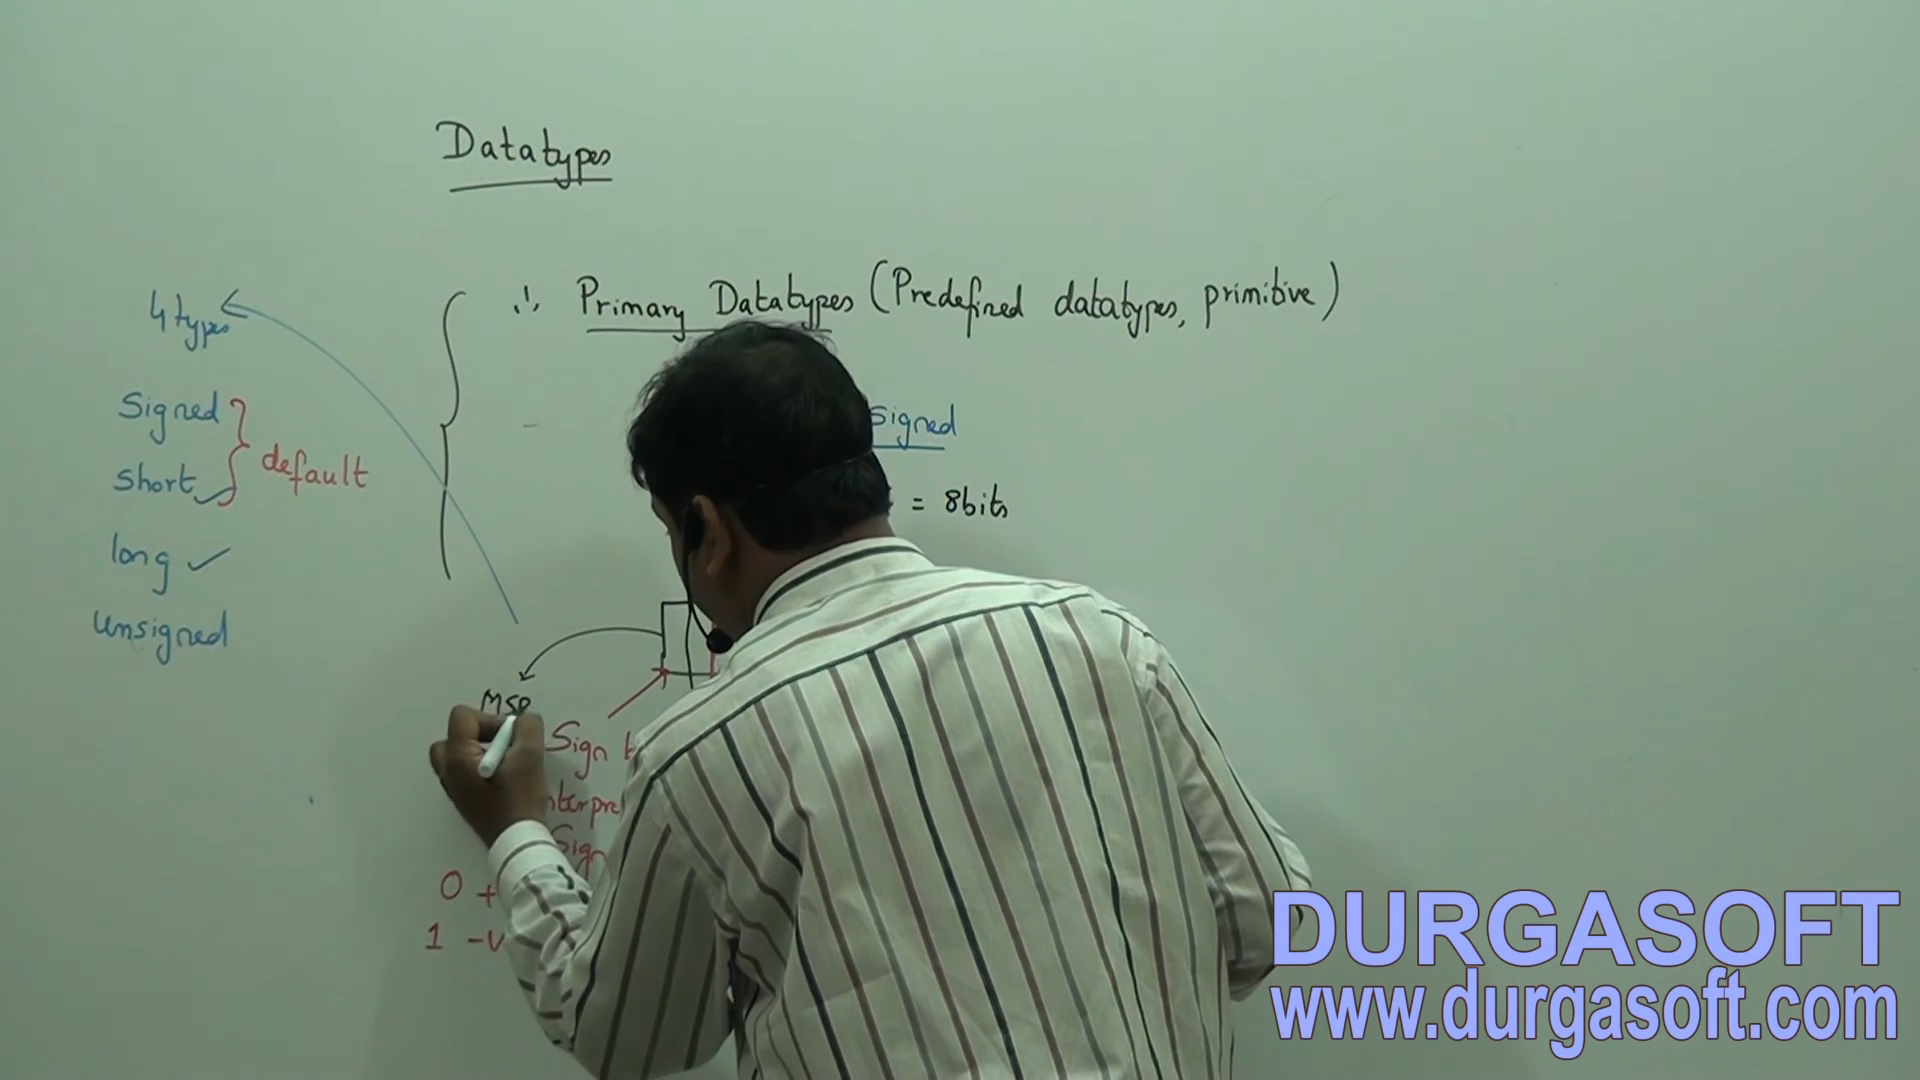 Datatypes
∴ Primary Datatypes (Predefined datatypes, primitive)
4 types
Signed
short
default
long
unsigned
signed
= 8bits
Sign
Sign
0 +
1 -v
DURGASOFT
www.durgasoft.com